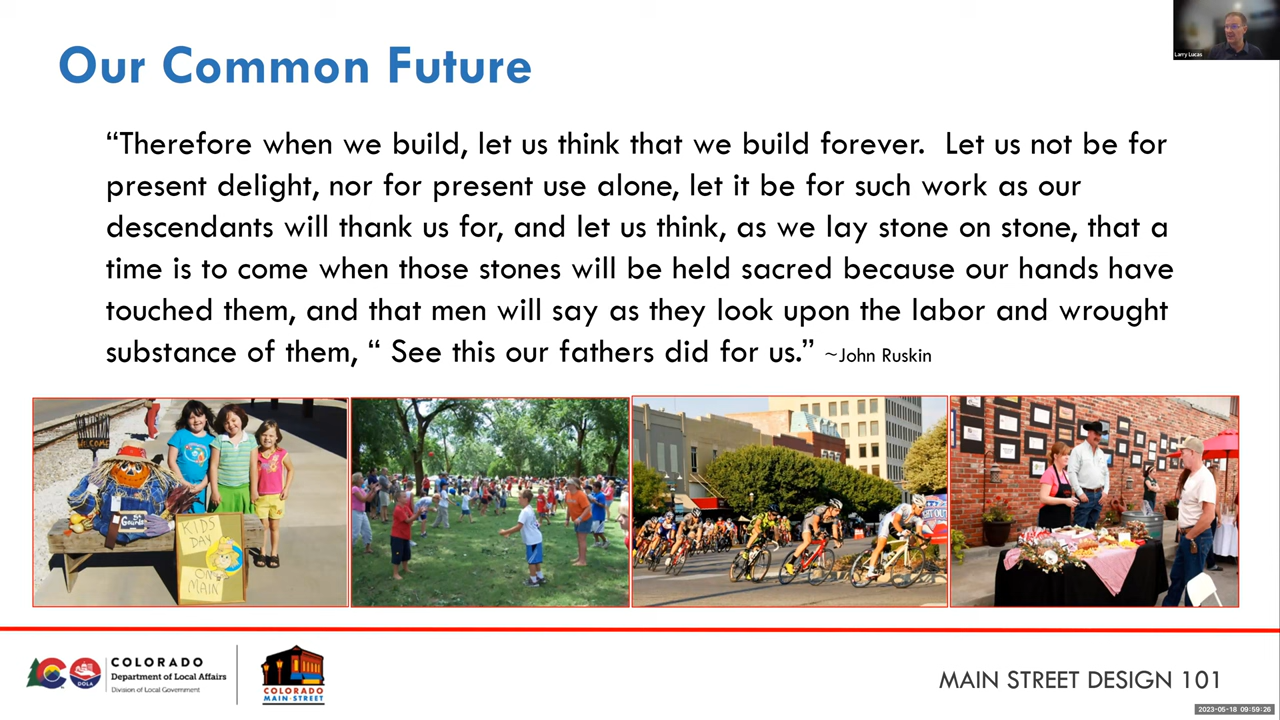 Our Common Future
Larry Lucas
“Therefore when we build, let us think that we build forever.  Let us not be for
present delight, nor for present use alone, let it be for such work as our
descendants will thank us for, and let us think, as we lay stone on stone, that a
time is to come when those stones will be held sacred because our hands have
touched them, and that men will say as they look upon the labor and wrought
substance of them, “ See this our fathers did for us.” ~John Ruskin
KIDS
DAY
ON
MAIN
COLORADO
Department of Local Affairs
Division of Local Government
DOLA
COLORADO
MAIN STREET
MAIN STREET DESIGN 101
2023-05-18 09:59:26